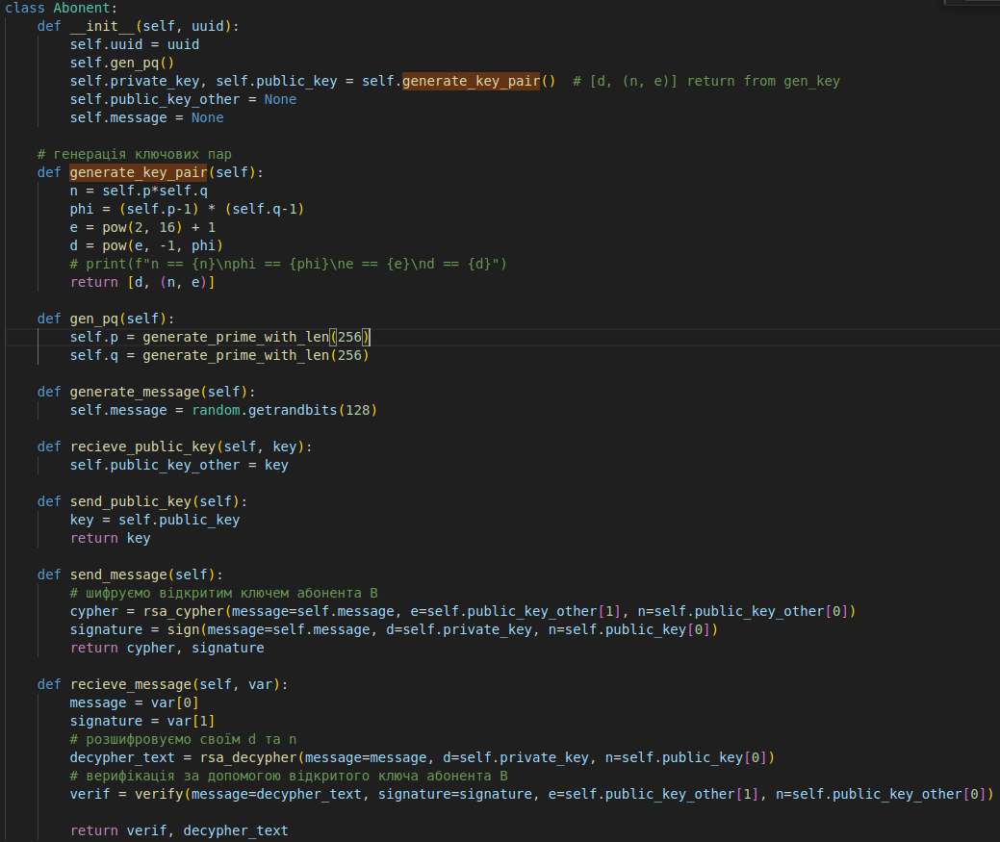 class Abonent:
    def __init__(self, uuid):
        self.uuid = uuid
        self.gen_pq()
        self.private_key, self.public_key = self.generate_key_pair()  # [d, (n, e)] return from gen_key
        self.public_key_other = None
        self.message = None

    # генерація ключових пар
    def generate_key_pair(self):
        n = self.p*self.q
        phi = (self.p-1) * (self.q-1)
        e = pow(2, 16) + 1
        d = pow(e, -1, phi)
        # print(f"n == {n}\nphi == {phi}\ne == {e}\nd == {d}")
        return [d, (n, e)]

    def gen_pq(self):
        self.p = generate_prime_with_len(256)
        self.q = generate_prime_with_len(256)

    def generate_message(self):
        self.message = random.getrandbits(128)

    def recieve_public_key(self, key):
        self.public_key_other = key

    def send_public_key(self):
        key = self.public_key
        return key

    def send_message(self):
        # шифруємо відкритим ключем абонента В
        cypher = rsa_cypher(message=self.message, e=self.public_key_other[1], n=self.public_key_other[0])
        signature = sign(message=self.message, d=self.private_key, n=self.public_key[0])
        return cypher, signature

    def recieve_message(self, var):
        message = var[0]
        signature = var[1]
        # розшифровуємо своїм d та n
        decypher_text = rsa_decypher(message=message, d=self.private_key, n=self.public_key[0])
        # верифікація за допомогою відкритого ключа абонента В
        verif = verify(message=decypher_text, signature=signature, e=self.public_key_other[1], n=self.public_key_other[0])

        return verif, decypher_text